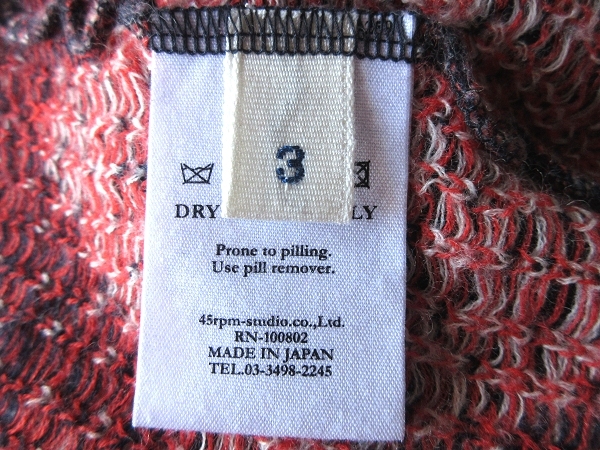 3
DRY LY
Prone to pilling.
Use pill remover.
45rpm-studio.co.,Ltd.
RN-100802
MADE IN JAPAN
TEL.03-3498-2245